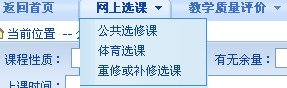 返回首页 网上选课 教学质量评价
当前位置 --
公共选修课
课程性质： 有无余量：
体育选课
重修或补修选课
上课时间：